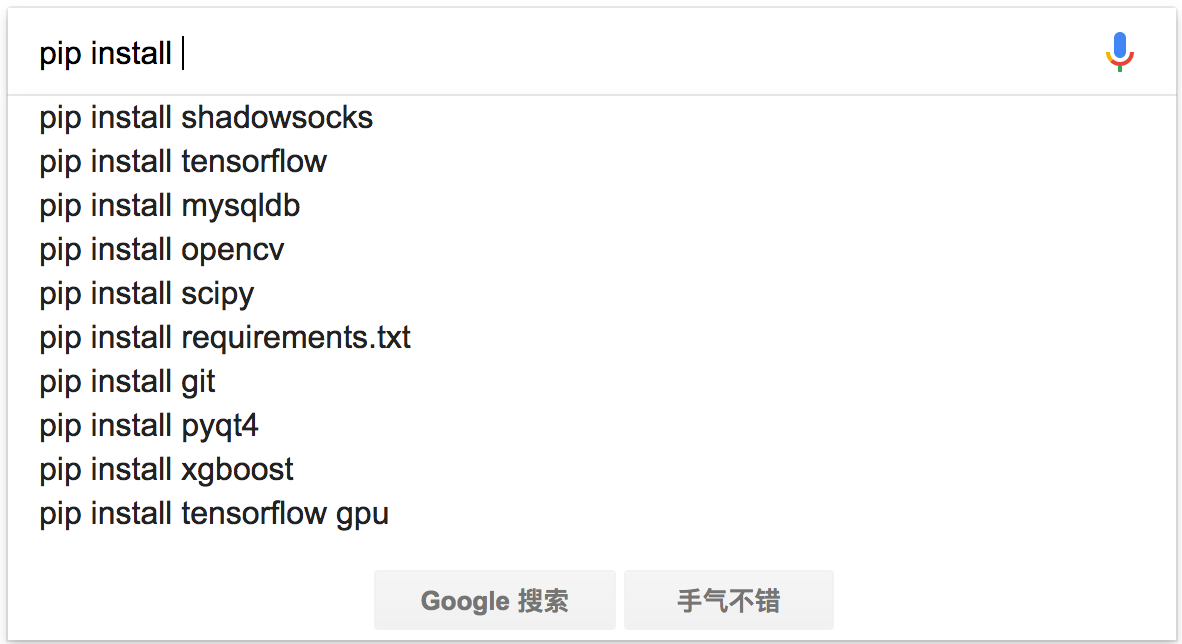 pip install
pip install shadowsocks
pip install tensorflow
pip install mysqldb
pip install opencv
pip install scipy
pip install requirements.txt
pip install git
pip install pyqt4
pip install xgboost
pip install tensorflow gpu
Google 搜索
手气不错